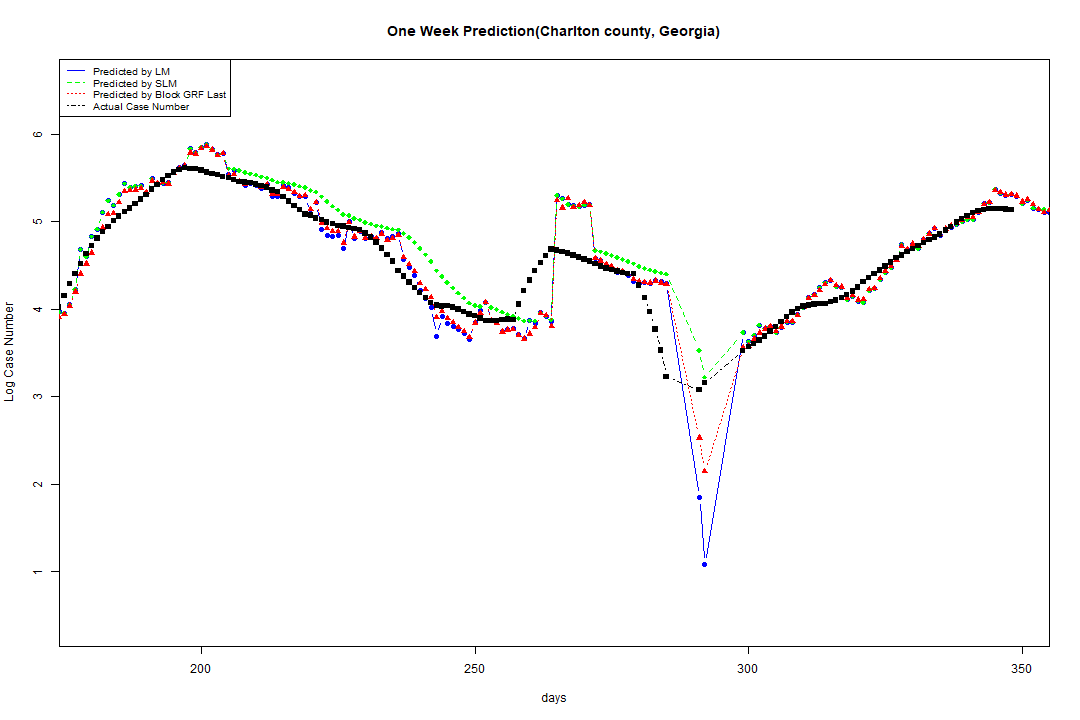 One Week Prediction(Charlton county, Georgia)
Predicted by LM
Predicted by SLM
Predicted by Block GRF Last
Actual Case Number
Log Case Number
6
5
4
3
2
1
200 250 300 350
days